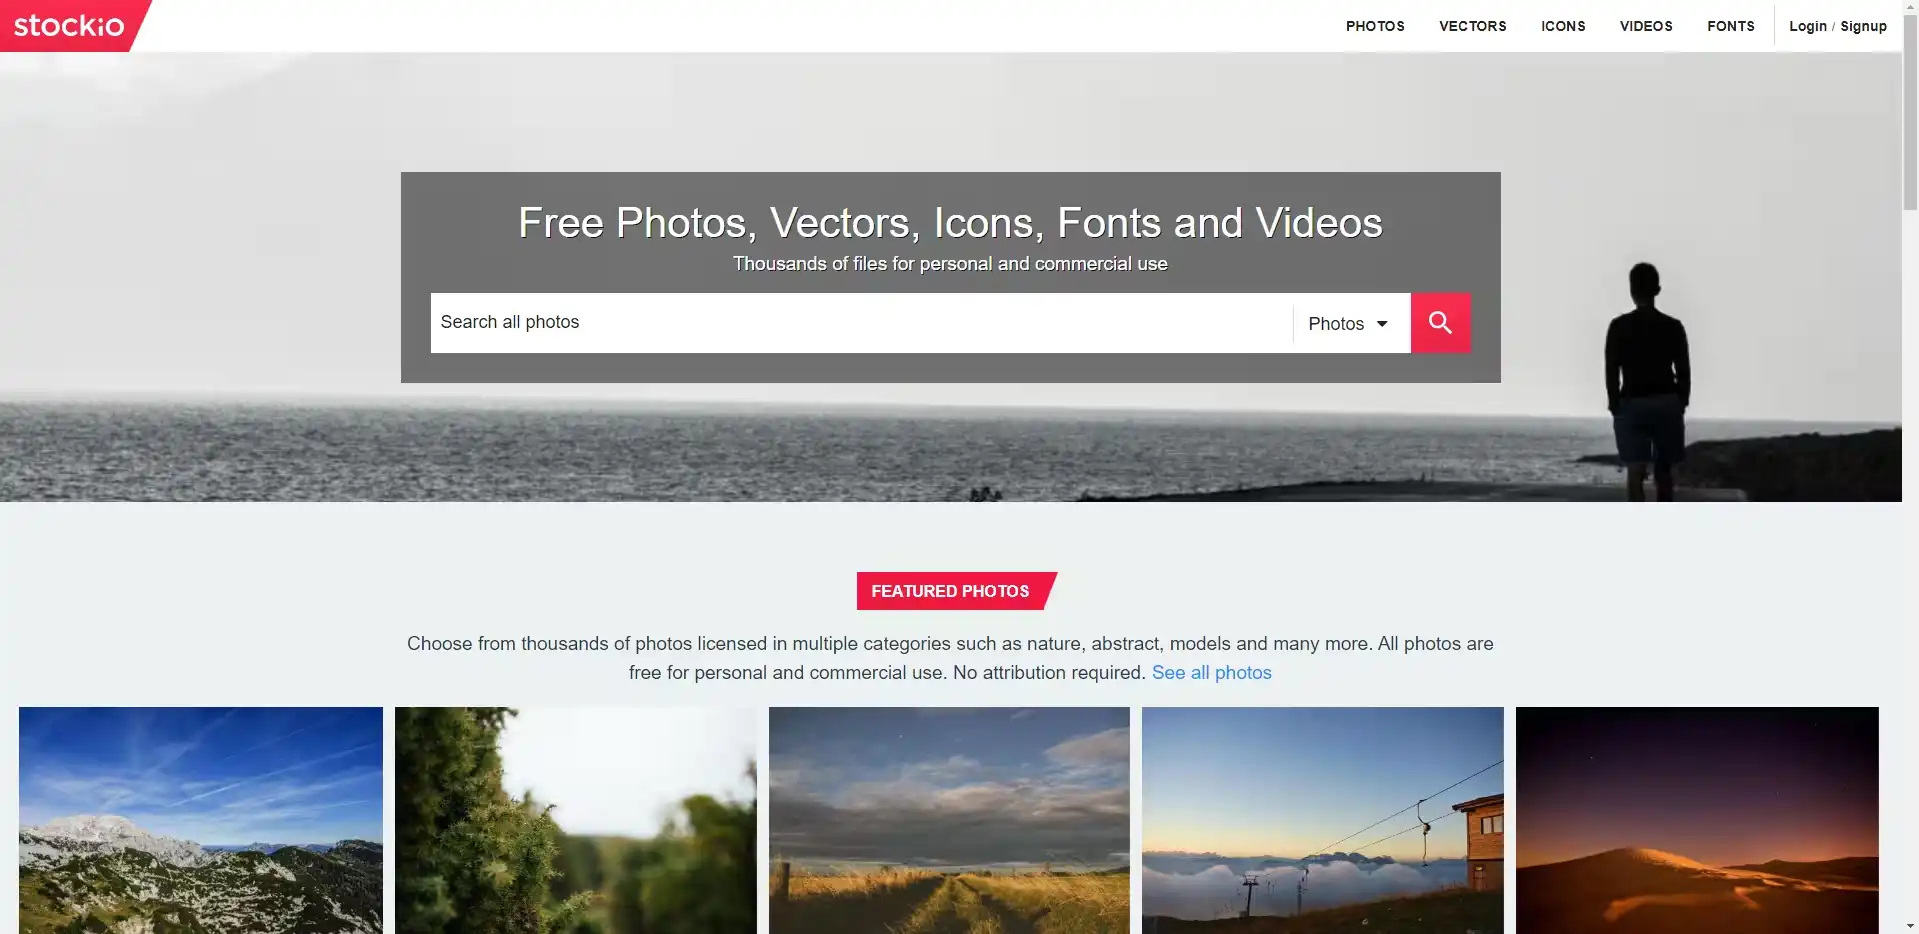 stockio
PHOTOS VECTORS ICONS VIDEOS FONTS Login / Signup
Free Photos, Vectors, Icons, Fonts and Videos
Thousands of files for personal and commercial use
Search all photos Photos
FEATURED PHOTOS
Choose from thousands of photos licensed in multiple categories such as nature, abstract, models and many more. All photos are
free for personal and commercial use. No attribution required. See all photos